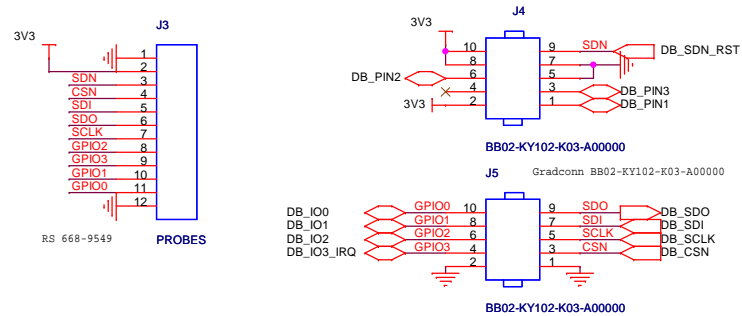 J3
3V3
1
2
SDN 3
CSN 4
SDI 5
SDO 6
SCLK 7
GPIO2 8
GPIO3 9
GPIO1 10
GPIO0 11
12
RS 668-9549
PROBES
J4
3V3
10 9 SDN DB_SDN_RST
8 7
DB_PIN2 6 5
4 3 DB_PIN3
3V3 2 1 DB_PIN1
BB02-KY102-K03-A00000
Gradconn BB02-KY102-K03-A00000
J5
DB_IO0 GPIO0 10 9 SDO DB_SDO
DB_IO1 GPIO1 8 7 SDI DB_SDI
DB_IO2 GPIO2 6 5 SCLK DB_SCLK
DB_IO3_IRQ GPIO3 4 3 CSN DB_CSN
2 1
BB02-KY102-K03-A00000